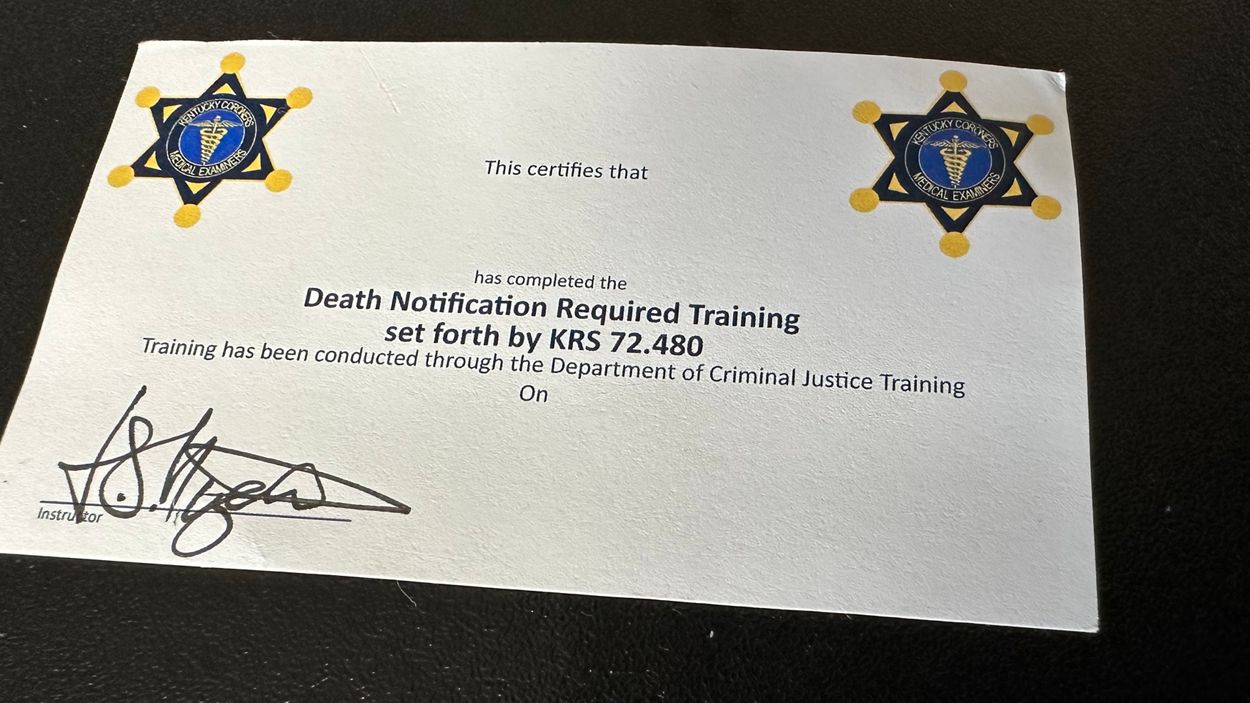 KENTUCKY CORONERS
MEDICAL EXAMINERS
KENTUCKY CORONERS
MEDICAL EXAMINERS
This certifies that
has completed the
Death Notification Required Training
set forth by KRS 72.480
Training has been conducted through the Department of Criminal Justice Training
On
Instructor